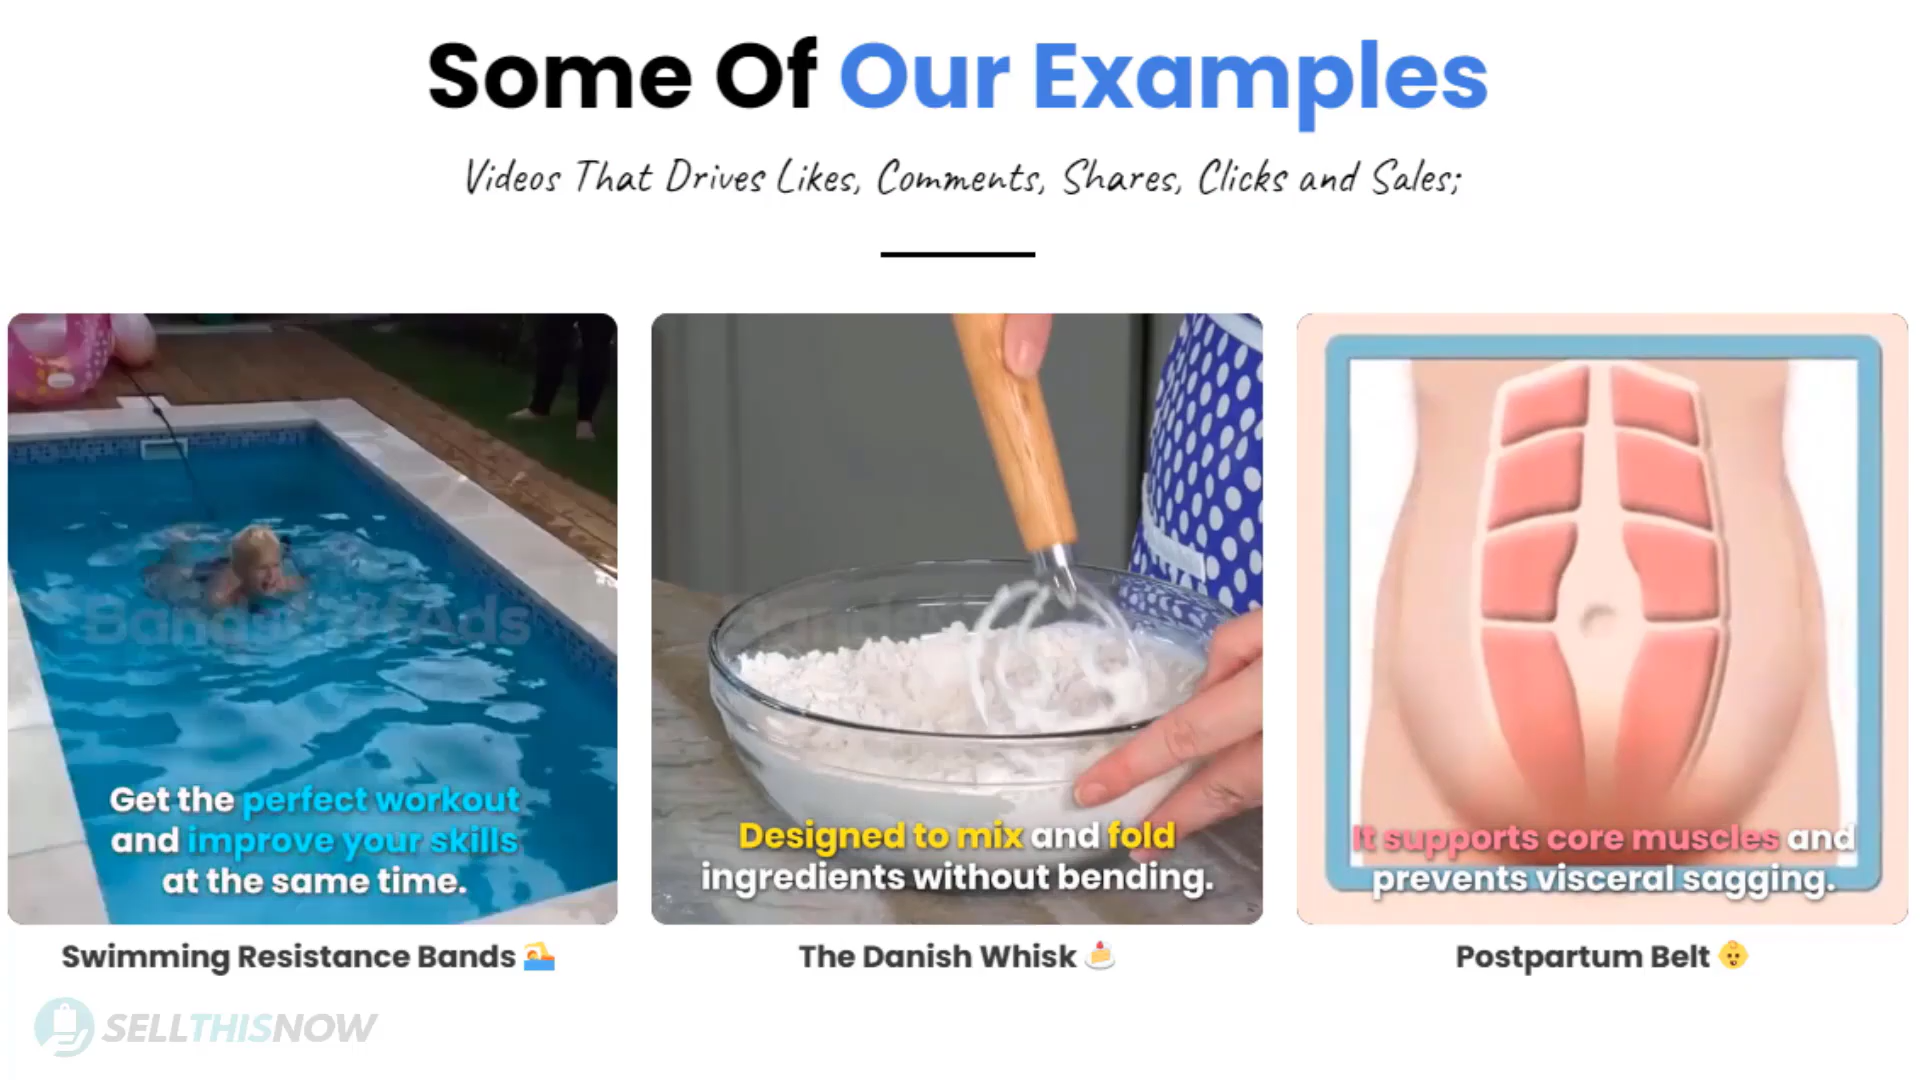 Some Of Our Examples
Videos That Drives Likes, Comments, Shares, Clicks and Sales;
Get the perfect workout
and improve your skills
at the same time.
Designed to mix and fold
ingredients without bending.
It supports core muscles and
prevents visceral sagging.
Swimming Resistance Bands
The Danish Whisk
Postpartum Belt
SELLTHISNOW